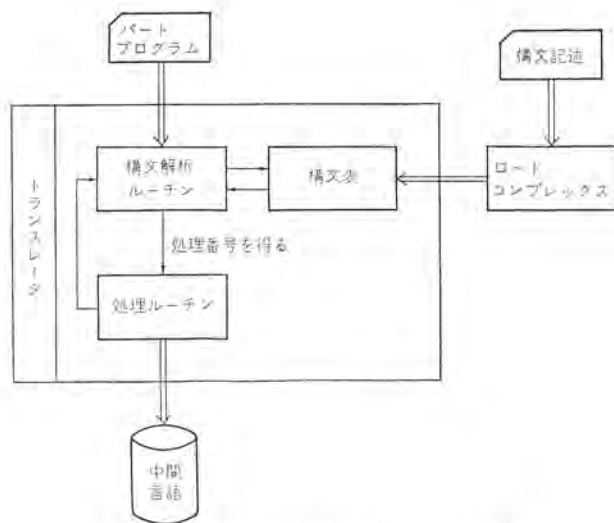 パート
プログラム
構文記述
構文解析
ルーチン
構文表
ロート
コンプレックス
トランスレータ
処理番号を得る
処理ルーチン
中間
言語